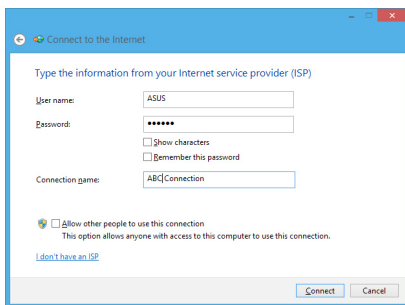 Connect to the Internet
Type the information from your Internet service provider (ISP)
User name: ASUS
Password: ••••••
Show characters
Remember this password
Connection name: ABC Connection
Allow other people to use this connection
This option allows anyone with access to this computer to use this connection.
I don't have an ISP
Connect Cancel